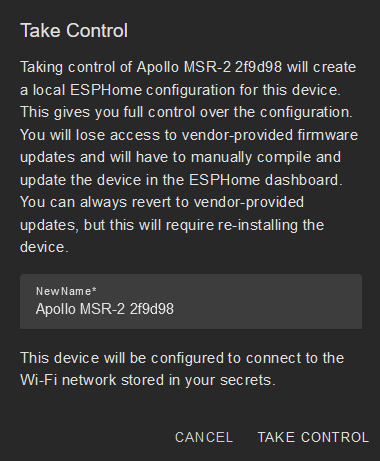 Take Control
Taking control of Apollo MSR-2 2f9d98 will create
a local ESPHome configuration for this device.
This gives you full control over the configuration.
You will lose access to vendor-provided firmware
updates and will have to manually compile and
update the device in the ESPHome dashboard.
You can always revert to vendor-provided
updates, but this will require re-installing the
device.
New Name*
Apollo MSR-2 2f9d98
This device will be configured to connect to the
Wi-Fi network stored in your secrets.
CANCEL TAKE CONTROL